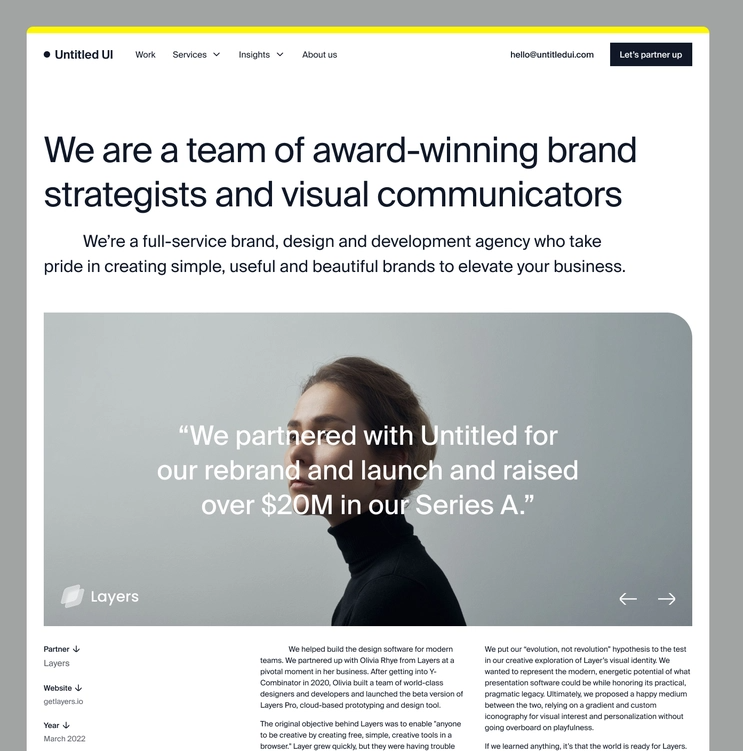 Untitled UI Work Services Insights About us hello@untitledui.com Let's partner up
We are a team of award-winning brand
strategists and visual communicators
We're a full-service brand, design and development agency who take
pride in creating simple, useful and beautiful brands to elevate your business.
“We partnered with Untitled for
our rebrand and launch and raised
over $20M in our Series A.”
Layers
Partner
Layers
Website
getlayers.io
Year
March 2022
We helped build the design software for modern
teams. We partnered up with Olivia Rhye from Layers at a
pivotal moment in her business. After getting into Y-
Combinator in 2020, Olivia built a team of world-class
designers and developers and launched the beta version of
Layers Pro, cloud-based prototyping and design tool.
The original objective behind Layers was to enable "anyone
to be creative by creating free, simple, creative tools in a
browser." Layer grew quickly, but they were having trouble
We put our “evolution, not revolution” hypothesis to the test
in our creative exploration of Layer's visual identity. We
wanted to represent the modern, energetic potential of what
presentation software could be while honoring its practical,
pragmatic legacy. Ultimately, we proposed a happy medium
between the two, relying on a gradient and custom
iconography for visual interest and personalization without
going overboard on playfulness.
If we learned anything, it's that the world is ready for Layers.